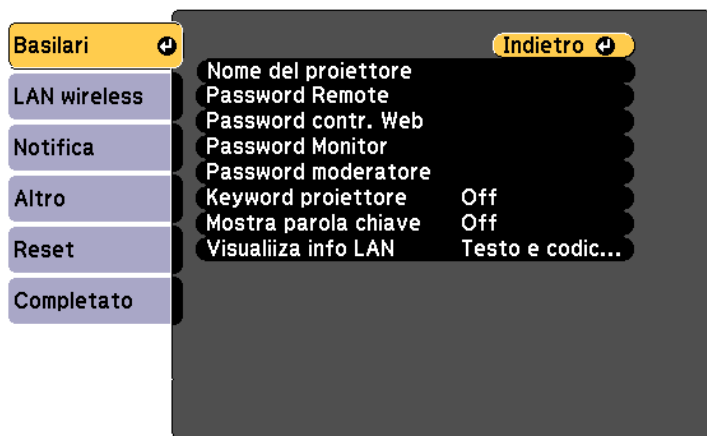 Basilari
LAN wireless
Notifica
Altro
Reset
Completato
Indietro
Nome del proiettore
Password Remote
Password contr. Web
Password Monitor
Password moderatore
Keyword proiettore Off
Mostra parola chiave Off
Visualiiza info LAN Testo e codic...